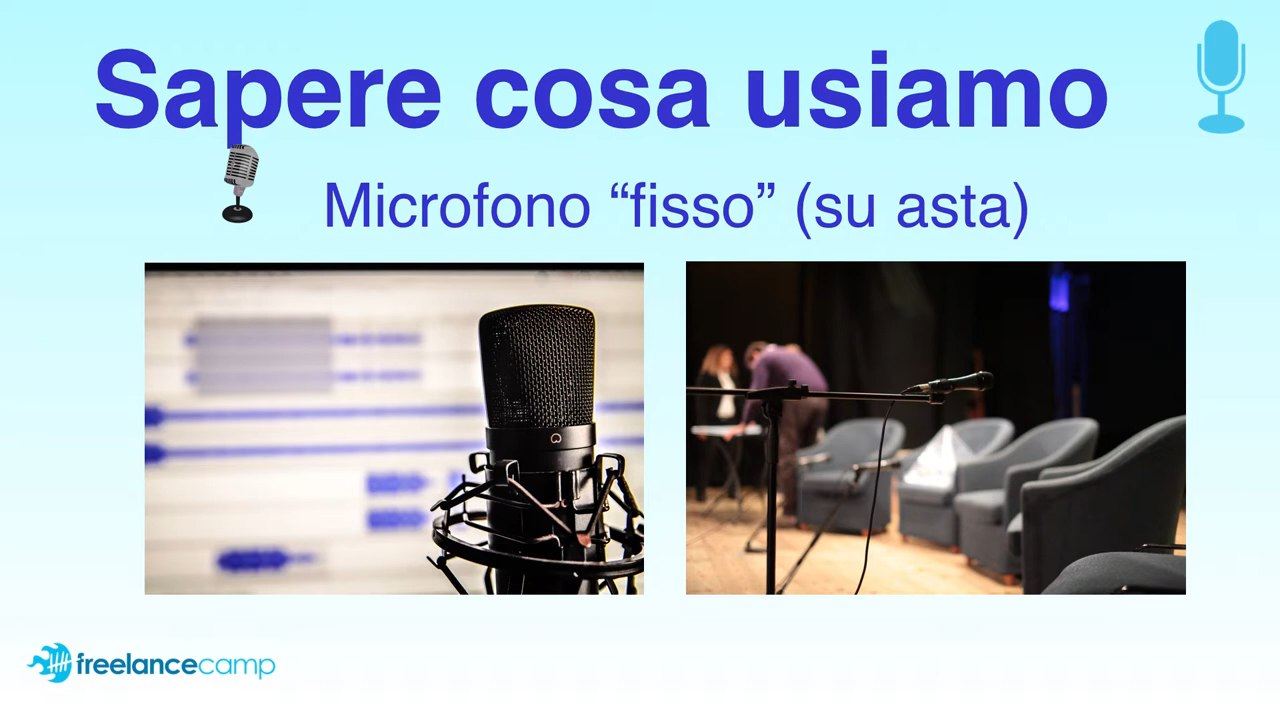 Sapere cosa usiamo
Microfono “fisso” (su asta)
freelancecamp